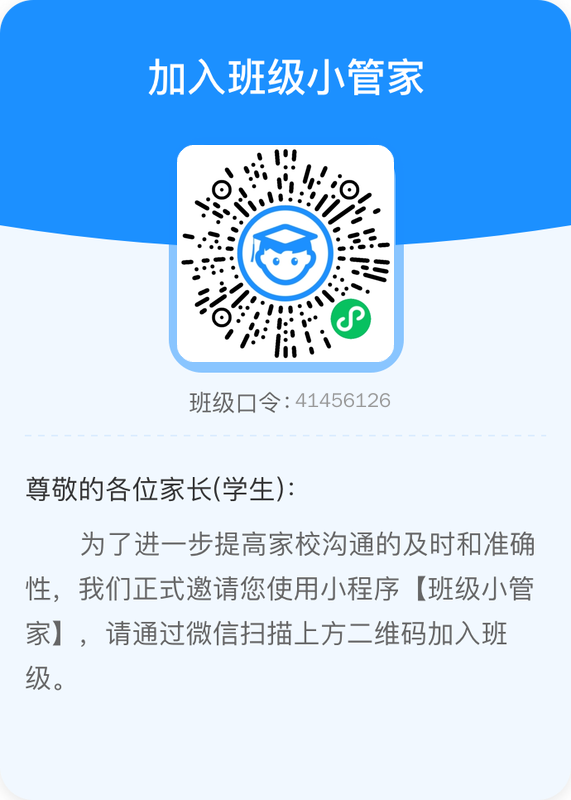 加入班级小管家
班级口令:41456126
尊敬的各位家长(学生):
为了进一步提高家校沟通的及时和准确
性，我们正式邀请您使用小程序【班级小管
家】，请通过微信扫描上方二维码加入班
级。